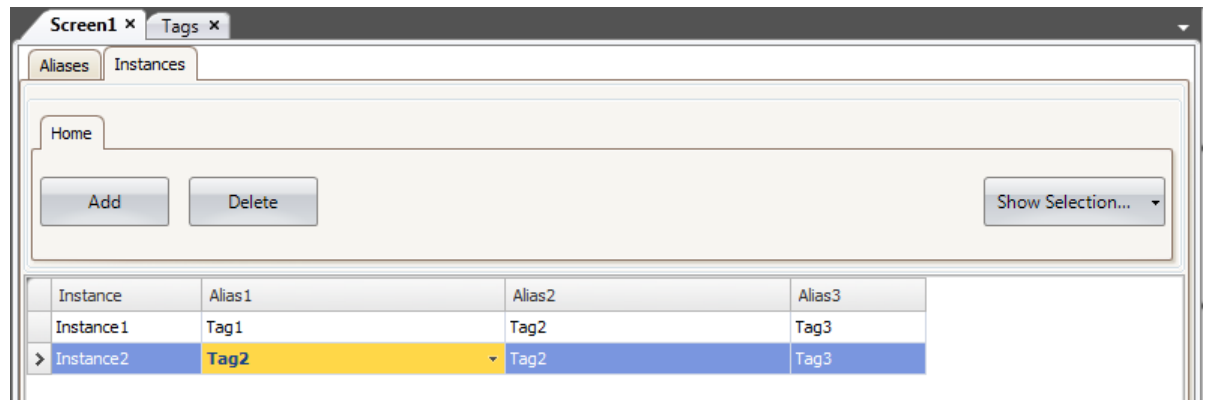 Screen1 × Tags ×
Aliases Instances
Home
Add Delete Show Selection...
Instance Alias1 Alias2 Alias3
Instance1 Tag1 Tag2 Tag3
Instance2 Tag2 Tag2 Tag3